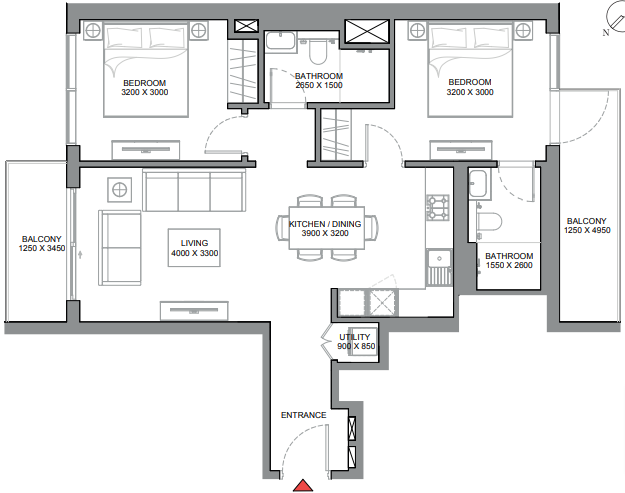 N
BEDROOM
3200 X 3000
BATHROOM
2650 X 1500
BEDROOM
3200 X 3000
BALCONY
1250 X 3450
LIVING
4000 X 3300
KITCHEN / DINING
900 X 3200
BALCONY
1250 X 4950
BATHROOM
1550 X 2600
UTILITY
900 X 850
ENTRANCE